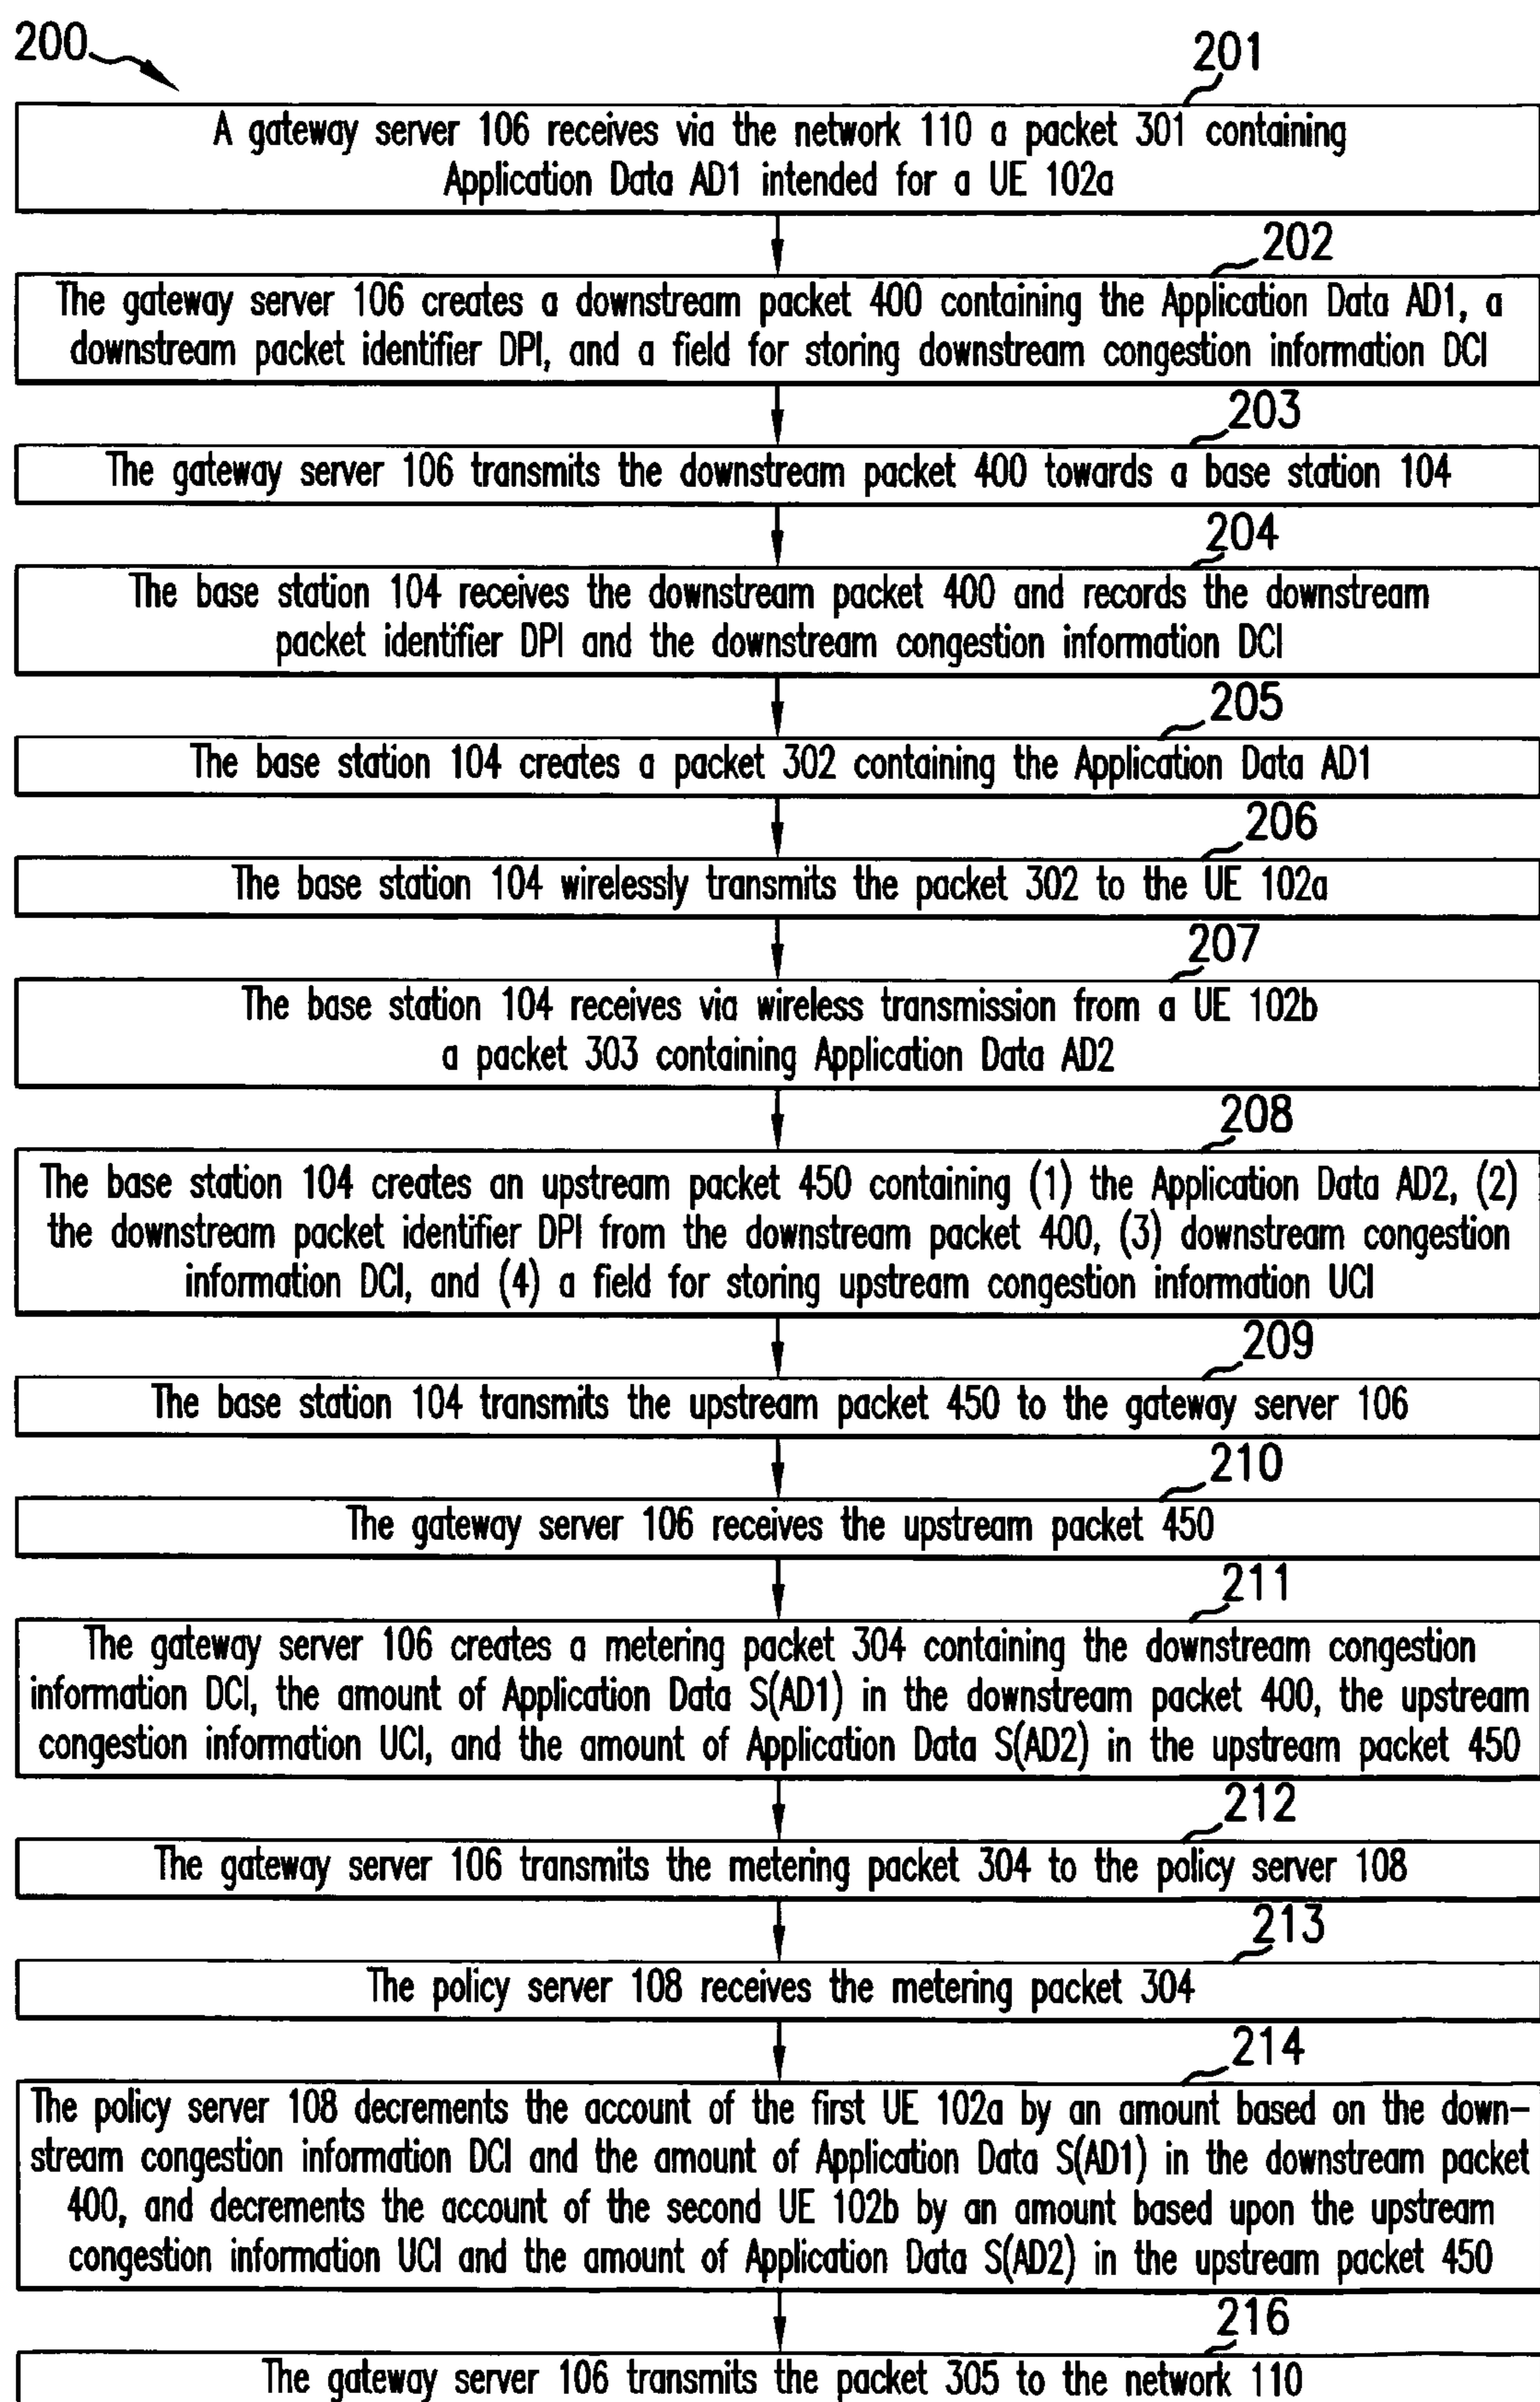 200
201
A gateway server 106 receives via the network 110 a packet 301 containing
Application Data AD1 intended for a UE 102a
202
The gateway server 106 creates a downstream packet 400 containing the Application Data AD1, a
downstream packet identifier DPI, and a field for storing downstream congestion information DCI
203
The gateway server 106 transmits the downstream packet 400 towards a base station 104
204
The base station 104 receives the downstream packet 400 and records the downstream
packet identifier DPI and the downstream congestion information DCI
205
The base station 104 creates a packet 302 containing the Application Data AD1
206
The base station 104 wirelessly transmits the packet 302 to the UE 102a
207
The base station 104 receives via wireless transmission from a UE 102b
a packet 303 containing Application Data AD2
208
The base station 104 creates an upstream packet 450 containing (1) the Application Data AD2, (2)
the downstream packet identifier DPI from the downstream packet 400, (3) downstream congestion
information DCI, and (4) a field for storing upstream congestion information UCI
209
The base station 104 transmits the upstream packet 450 to the gateway server 106
210
The gateway server 106 receives the upstream packet 450
211
The gateway server 106 creates a metering packet 304 containing the downstream congestion
information DCI, the amount of Application Data S(AD1) in the downstream packet 400, the upstream
congestion information UCI, and the amount of Application Data S(AD2) in the upstream packet 450
212
The gateway server 106 transmits the metering packet 304 to the policy server 108
213
The policy server 108 receives the metering packet 304
214
The policy server 108 decrements the account of the first UE 102a by an amount based on the down-
stream congestion information DCI and the amount of Application Data S(AD1) in the downstream packet
400, and decrements the account of the second UE 102b by an amount based upon the upstream
congestion information UCI and the amount of Application Data S(AD2) in the upstream packet 450
216
The gateway server 106 transmits the packet 305 to the network 110